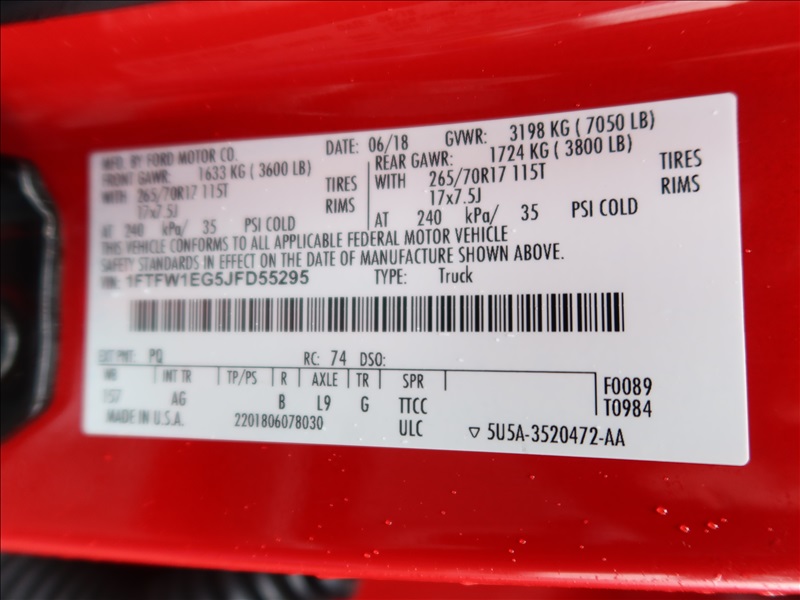 MFD. BY FORD MOTOR CO. DATE: 06/18 GVWR: 3198 KG ( 7050 LB)
FRONT GAWR: 1633 KG ( 3600 LB) REAR GAWR: 1724 KG ( 3800 LB)
WITH 265/70R17 115T TIRES WITH 265/70R17 115T TIRES
17x7.5J RIMS 17x7.5J RIMS
AT 240 kPa/ 35 PSI COLD AT 240 kPa/ 35 PSI COLD
THIS VEHICLE CONFORMS TO ALL APPLICABLE FEDERAL MOTOR VEHICLE
SAFETY STANDARDS IN EFFECT ON THE DATE OF MANUFACTURE SHOWN ABOVE.
VIN: 1FTFW1EG5JFD55295 TYPE: Truck
EXT PNT: PQ RC: 74 DSO:
WB INT TR TP/PS R AXLE TR SPR F0089
157 AG B L9 G TTCC T0984
MADE IN U.S.A. 2201806078030 ULC ▽ 5U5A-3520472-AA